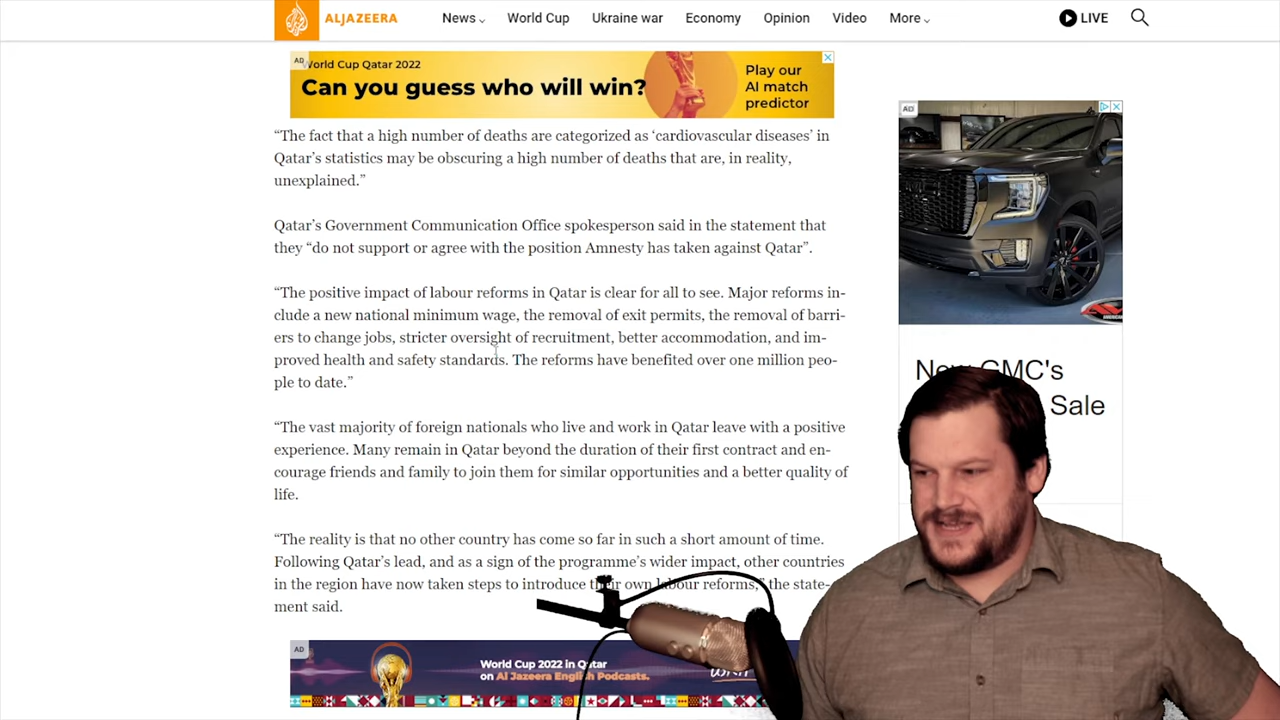 ALJAZEERA
News
World Cup
Ukraine war
Economy
Opinion
Video
More
LIVE
AD
World Cup Qatar 2022
Can you guess who will win?
Play our
AI match
predictor
“The fact that a high number of deaths are categorized as ‘cardiovascular diseases’ in
Qatar’s statistics may be obscuring a high number of deaths that are, in reality,
unexplained.”
Qatar’s Government Communication Office spokesperson said in the statement that
they “do not support or agree with the position Amnesty has taken against Qatar”.
“The positive impact of labour reforms in Qatar is clear for all to see. Major reforms in-
clude a new national minimum wage, the removal of exit permits, the removal of barri-
ers to change jobs, stricter oversight of recruitment, better accommodation, and im-
proved health and safety standards. The reforms have benefited over one million peo-
ple to date.”
“The vast majority of foreign nationals who live and work in Qatar leave with a positive
experience. Many remain in Qatar beyond the duration of their first contract and en-
courage friends and family to join them for similar opportunities and a better quality of
life.
“The reality is that no other country has come so far in such a short amount of time.
Following Qatar’s lead, and as a sign of the programme’s wider impact, other countries
in the region have now taken steps to introduce their own labour reforms,” the state-
ment said.
AD
World Cup 2022 in Qatar
on Al Jazeera English Podcasts.
AD
GMC's
Sale